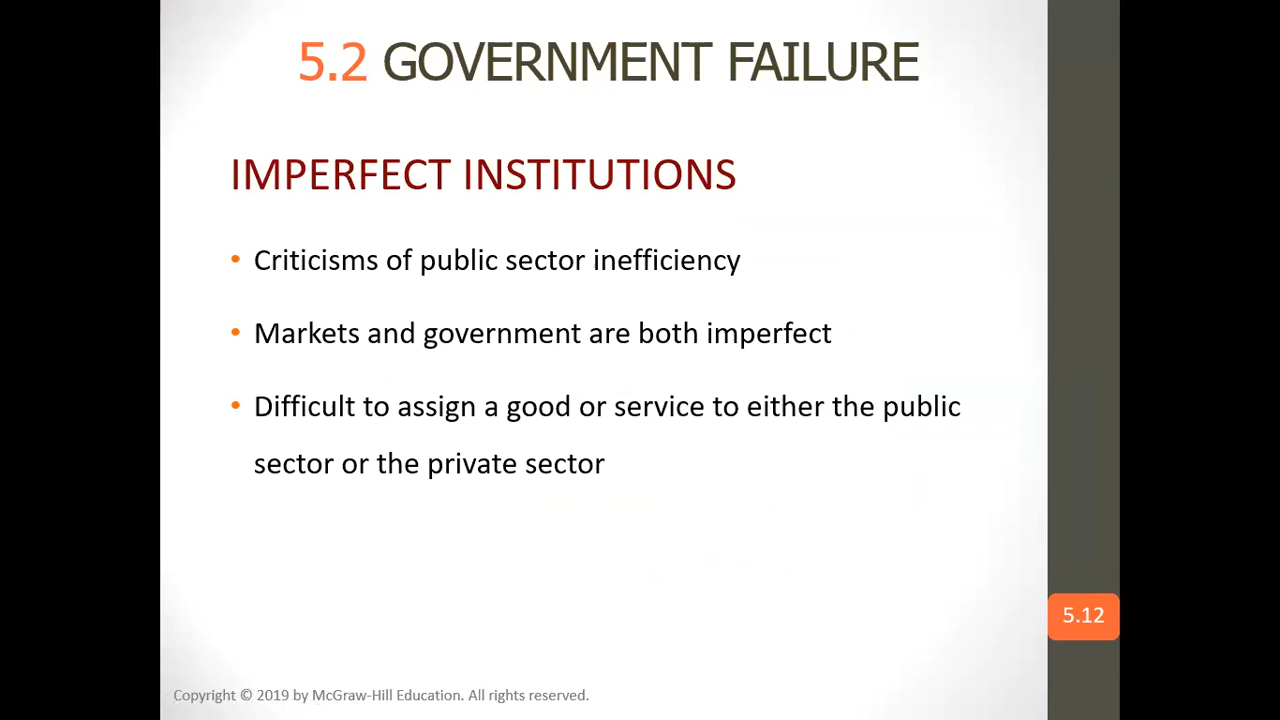 5.2 GOVERNMENT FAILURE
IMPERFECT INSTITUTIONS
• Criticisms of public sector inefficiency
• Markets and government are both imperfect
• Difficult to assign a good or service to either the public
sector or the private sector
5.12
Copyright © 2019 by McGraw-Hill Education. All rights reserved.